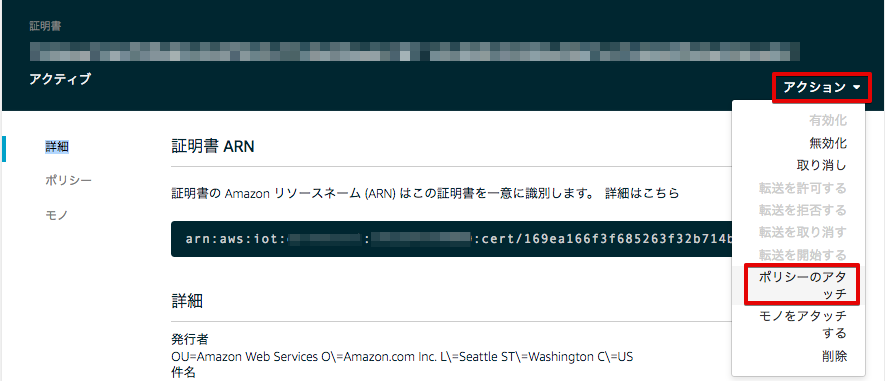 証明書
アクティブ
アクション
有効化
無効化
取り消し
転送を許可する
転送を拒否する
転送を取り消す
転送を開始する
ポリシーのアタ
ッチ
モノをアタッチ
する
削除
詳細
ポリシー
モノ
証明書 ARN
証明書の Amazon リソースネーム (ARN) はこの証明書を一意に識別します。 詳細はこちら
arn:aws:iot: : :cert/169ea166f3f685263f32b714b
詳細
発行者
OU=Amazon Web Services O\=Amazon.com Inc. L\=Seattle ST\=Washington C\=US
件名